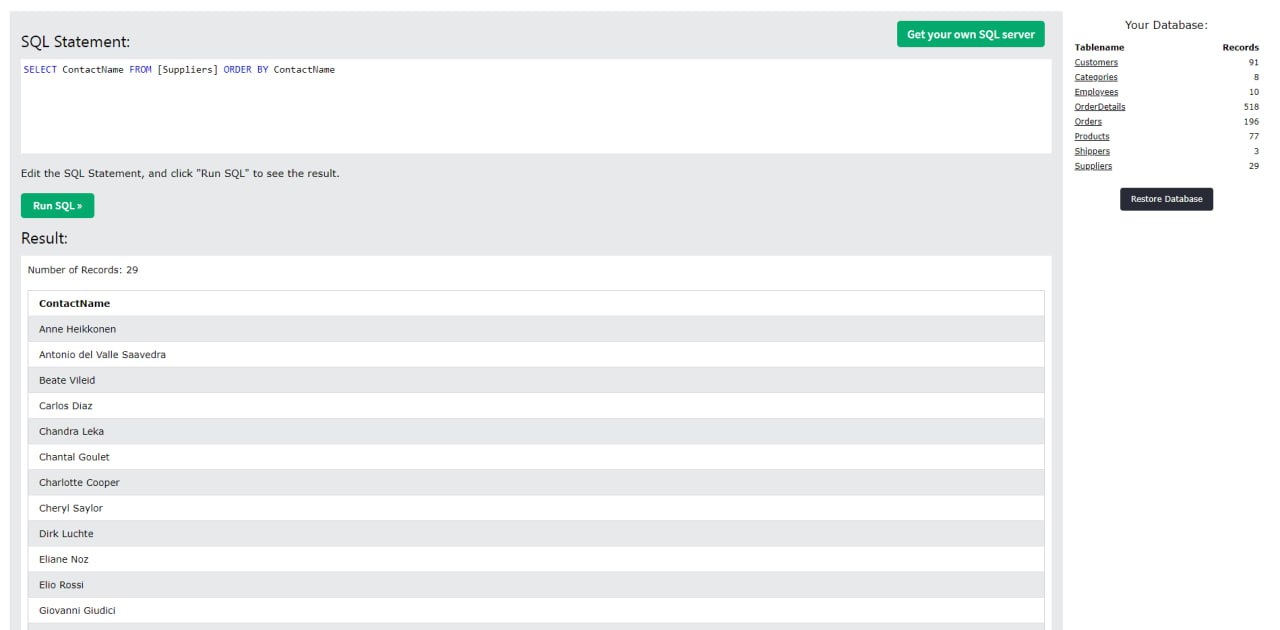 SQL Statement:
Get your own SQL server
SELECT ContactName FROM [Suppliers] ORDER BY ContactName
Edit the SQL Statement, and click "Run SQL" to see the result.
Run SQL »
Result:
Number of Records: 29
ContactName
Anne Heikkonen
Antonio del Valle Saavedra
Beate Vileid
Carlos Diaz
Chandra Leka
Chantal Goulet
Charlotte Cooper
Cheryl Saylor
Dirk Luchte
Eliane Noz
Elio Rossi
Giovanni Giudici
Your Database:
Tablename Records
Customers 91
Categories 8
Employees 10
OrderDetails 518
Orders 196
Products 77
Shippers 3
Suppliers 29
Restore Database